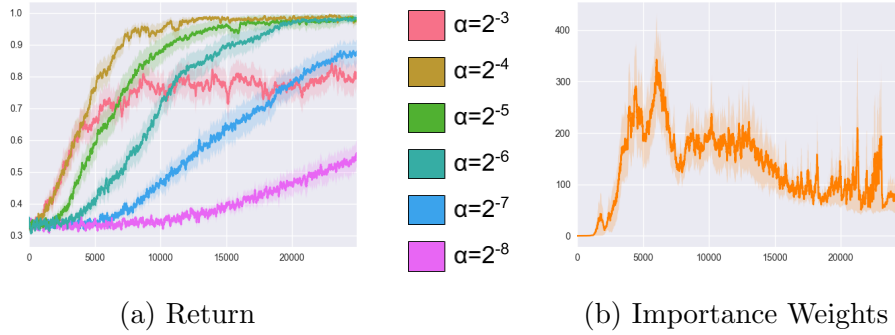 1.0
0.9
0.8
0.7
0.6
0.5
0.4
0.3
0 5000 10000 15000 20000
α=2⁻³
α=2⁻⁴
α=2⁻⁵
α=2⁻⁶
α=2⁻⁷
α=2⁻⁸
400
300
200
100
0
0 5000 10000 15000 20000
(a) Return
(b) Importance Weights